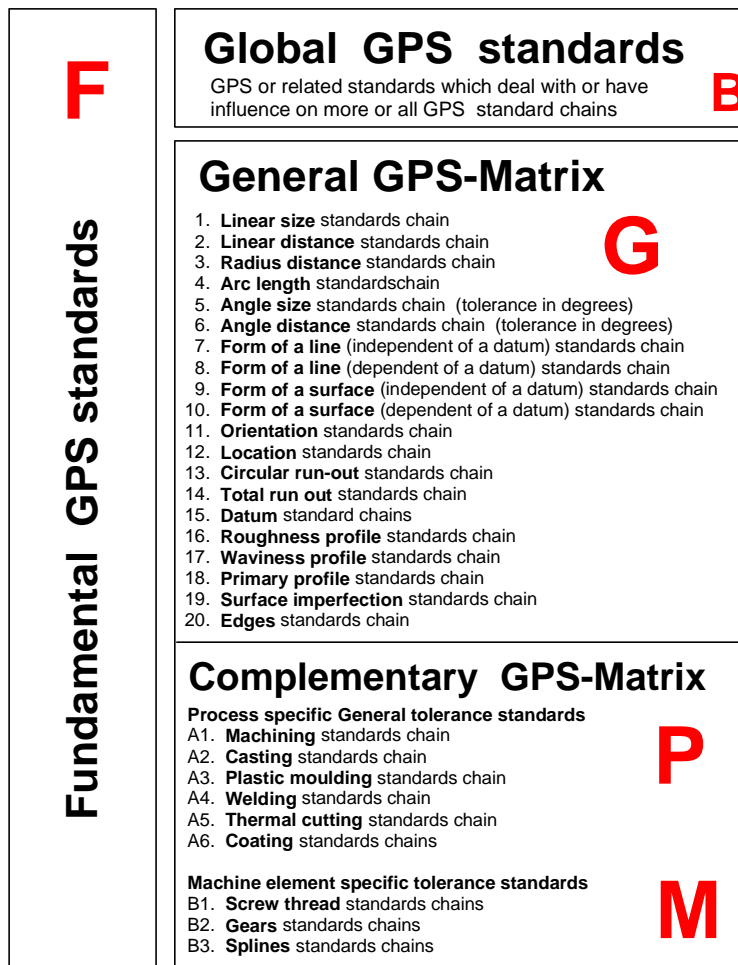 F
Fundamental GPS standards
Global GPS standards
GPS or related standards which deal with or have
influence on more or all GPS standard chains
B
General GPS-Matrix
G
1. Linear size standards chain
2. Linear distance standards chain
3. Radius distance standards chain
4. Arc length standardschain
5. Angle size standards chain (tolerance in degrees)
6. Angle distance standards chain (tolerance in degrees)
7. Form of a line (independent of a datum) standards chain
8. Form of a line (dependent of a datum) standards chain
9. Form of a surface (independent of a datum) standards chain
10. Form of a surface (dependent of a datum) standards chain
11. Orientation standards chain
12. Location standards chain
13. Circular run-out standards chain
14. Total run out standards chain
15. Datum standard chains
16. Roughness profile standards chain
17. Waviness profile standards chain
18. Primary profile standards chain
19. Surface imperfection standards chain
20. Edges standards chain
Complementary GPS-Matrix
Process specific General tolerance standards
P
A1. Machining standards chain
A2. Casting standards chain
A3. Plastic moulding standards chain
A4. Welding standards chain
A5. Thermal cutting standards chain
A6. Coating standards chains
Machine element specific tolerance standards
M
B1. Screw thread standards chains
B2. Gears standards chains
B3. Splines standards chains